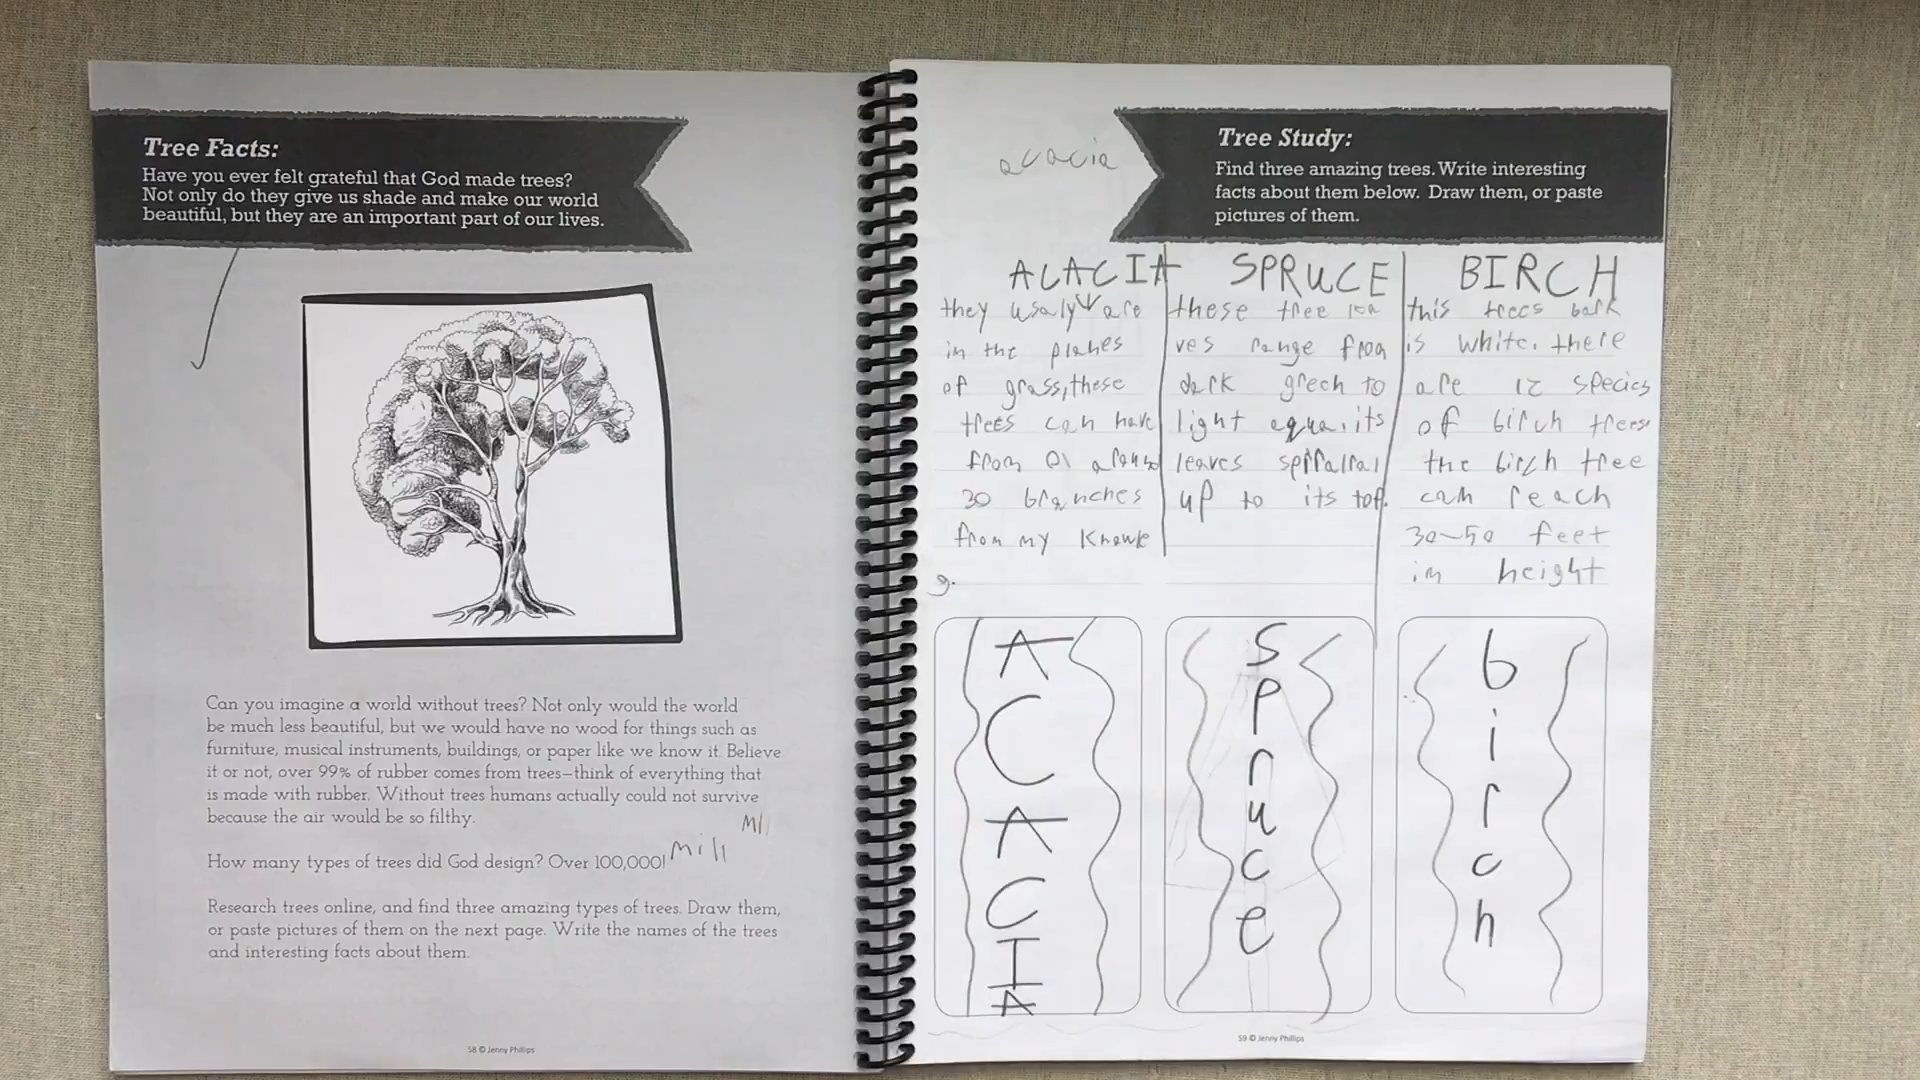 Tree Facts:
Have you ever felt grateful that God made trees?
Not only do they give us shade and make our world
beautiful, but they are an important part of our lives.
Can you imagine a world without trees? Not only would the world
be much less beautiful, but we would have no wood for things such as
furniture, musical instruments, buildings, or paper like we know it. Believe
it or not, over 99% of rubber comes from trees—think of everything that
is made with rubber. Without trees humans actually could not survive
because the air would be so filthy.
How many types of trees did God design? Over 100,000!
Mill
Research trees online, and find three amazing types of trees. Draw them,
or paste pictures of them on the next page. Write the names of the trees
and interesting facts about them.
58 © Jenny Phillips
acacia
Tree Study:
Find three amazing trees. Write interesting
facts about them below. Draw them, or paste
pictures of them.
ACACIA
they usaly are
in the planes
of grass, these
trees can have
from
30 branches
from my knowle
g.
SPRUCE
these tree lea
ves range from
dark green to
light aqua, its
leaves
up to its top.
BIRCH
this trees bark
is white. there
are 12 species
of birch trees
the birch tree
can reach
30~50 feet
in height
ACACIA
spruce
birch
59 © Jenny Phillips